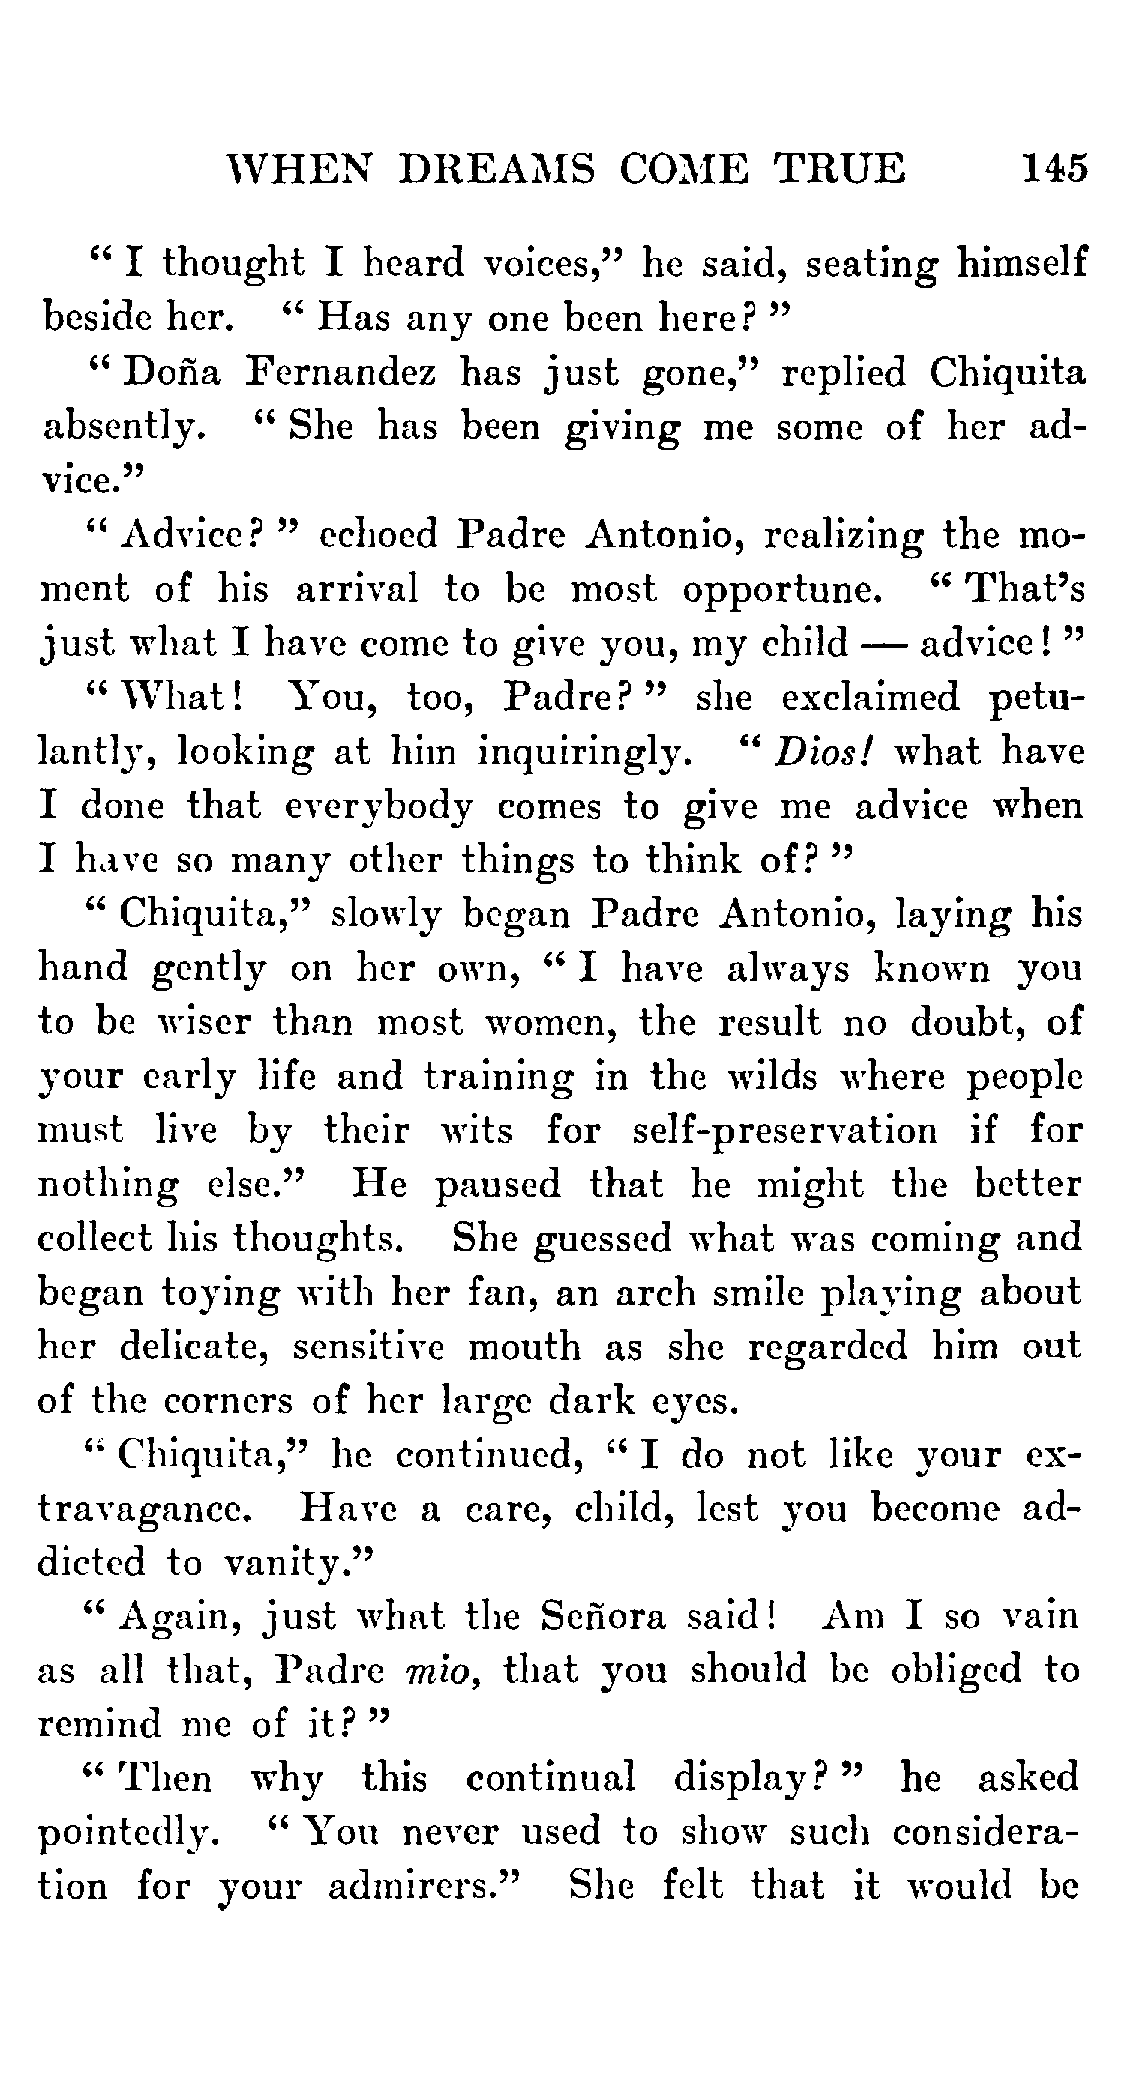 WHEN DREAMS COME TRUE 145
“ I thought I heard voices,” he said, seating himself
beside her. “ Has any one been here? ”
“ Doña Fernandez has just gone,” replied Chiquita
absently. “ She has been giving me some of her ad-
vice.”
“ Advice? ” echoed Padre Antonio, realizing the mo-
ment of his arrival to be most opportune. “ That’s
just what I have come to give you, my child — advice! ”
“ What! You, too, Padre? ” she exclaimed petu-
lantly, looking at him inquiringly. “ Dios! what have
I done that everybody comes to give me advice when
I have so many other things to think of? ”
“ Chiquita,” slowly began Padre Antonio, laying his
hand gently on her own, “ I have always known you
to be wiser than most women, the result no doubt, of
your early life and training in the wilds where people
must live by their wits for self-preservation if for
nothing else.” He paused that he might the better
collect his thoughts. She guessed what was coming and
began toying with her fan, an arch smile playing about
her delicate, sensitive mouth as she regarded him out
of the corners of her large dark eyes.
“ Chiquita,” he continued, “ I do not like your ex-
travagance. Have a care, child, lest you become ad-
dicted to vanity.”
“ Again, just what the Señora said! Am I so vain
as all that, Padre mio, that you should be obliged to
remind me of it? ”
“ Then why this continual display? ” he asked
pointedly. “ You never used to show such considera-
tion for your admirers.” She felt that it would be